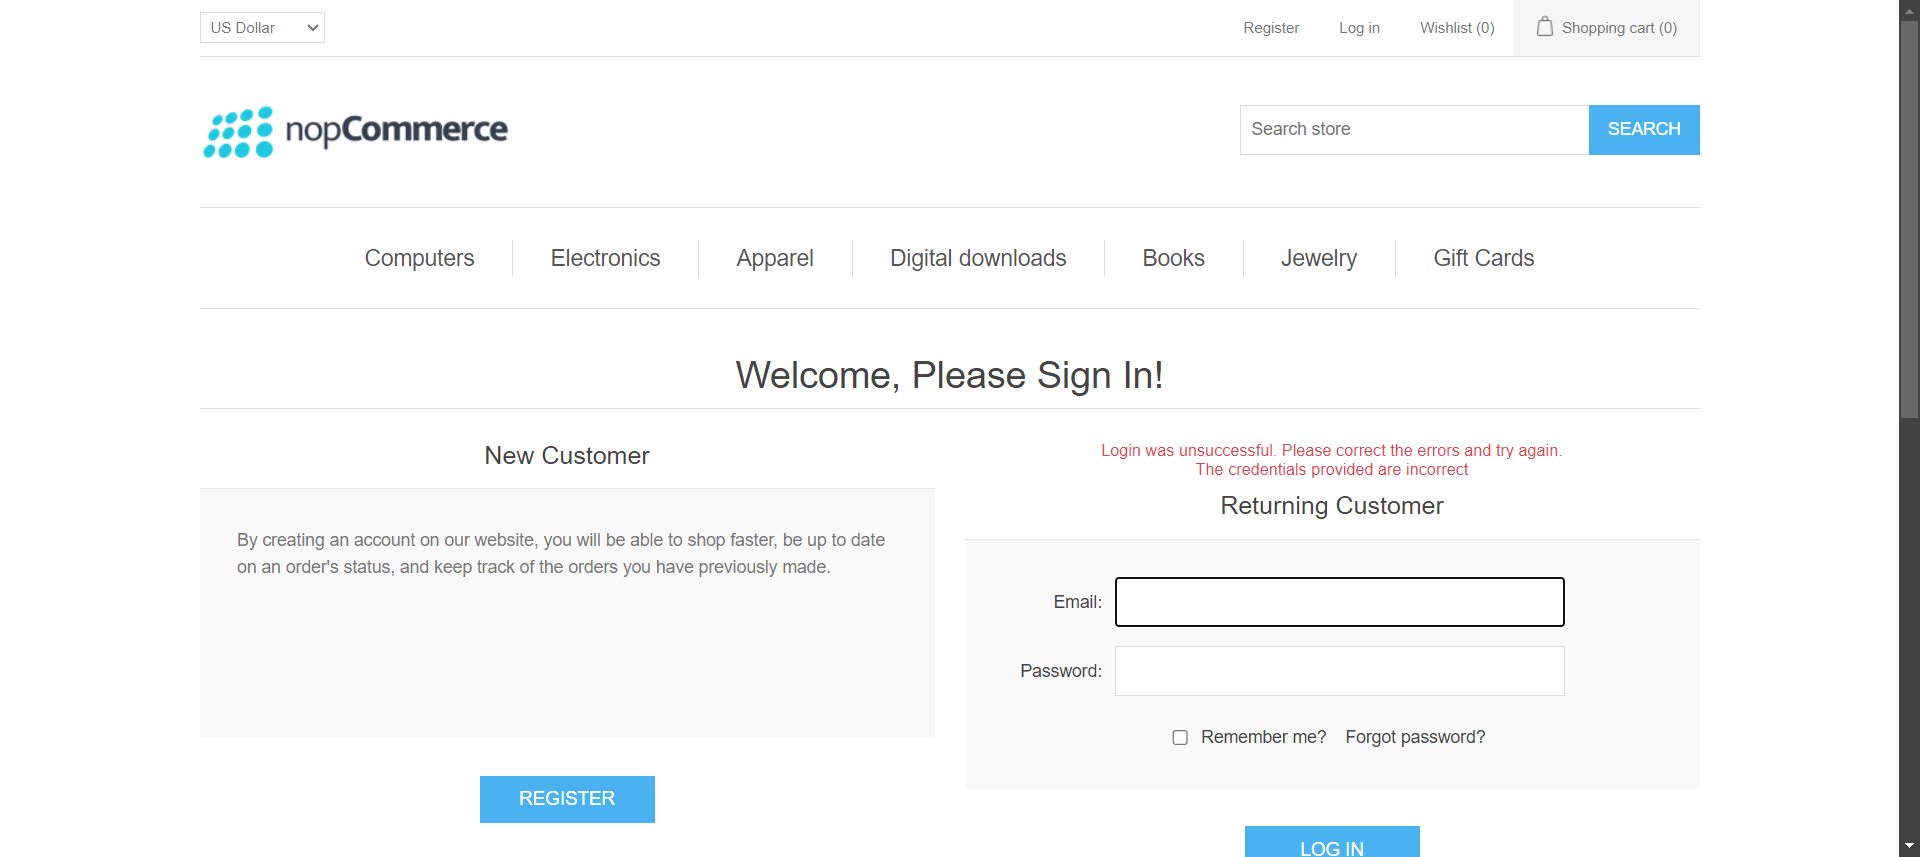 US Dollar
Register
Log in
Wishlist (0)
Shopping cart (0)
nopCommerce
Search store
SEARCH
Computers
Electronics
Apparel
Digital downloads
Books
Jewelry
Gift Cards
Welcome, Please Sign In!
New Customer
By creating an account on our website, you will be able to shop faster, be up to date
on an order's status, and keep track of the orders you have previously made.
REGISTER
Login was unsuccessful. Please correct the errors and try again.
The credentials provided are incorrect
Returning Customer
Email:
Password:
Remember me?
Forgot password?
LOG IN